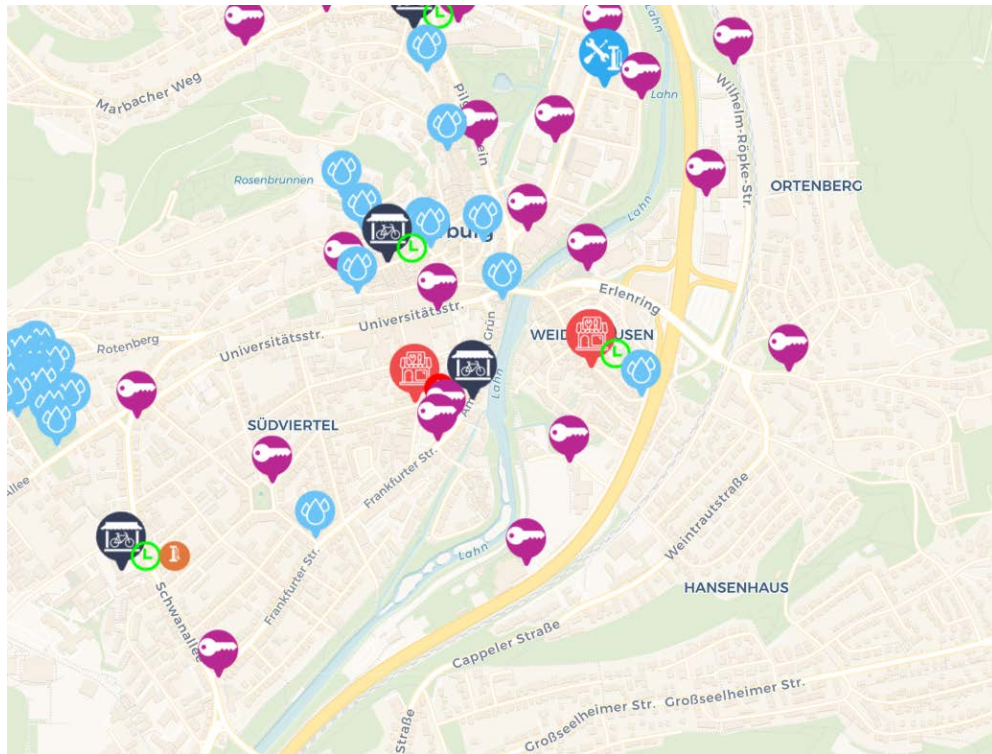 Marbacher Weg
Lahn
Wilhelm-Röpke-Str.
Rosenbrunnen
ORTENBERG
Lahn
Erlenring
Universitätsstr.
Universitätsstr.
Rotenberg
Grün
Lahn
SÜDVIERTEL
Frankfurter Str.
Allee
Weintrautstraße
Lahn
Frankfurter Str.
Schwanallee
HANSENHAUS
Cappeler Straße
Straße
Großseelheimer Str.
Großseelheimer Str.